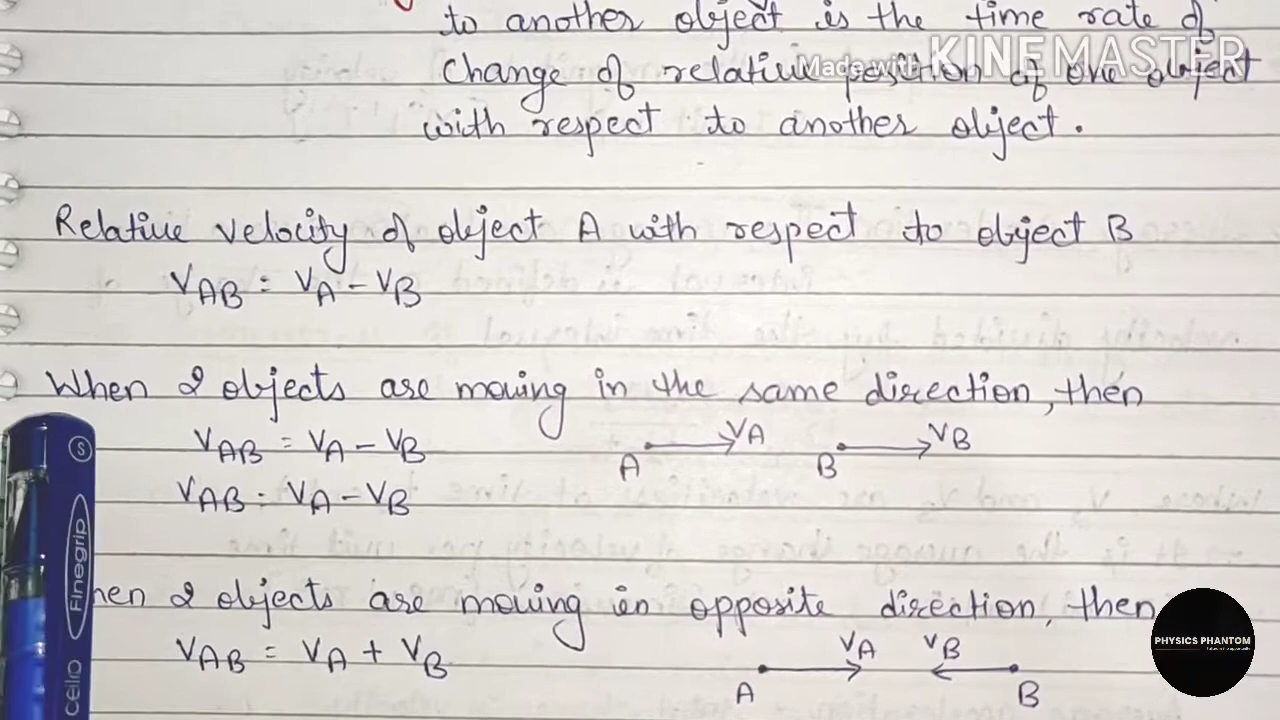 to another object is the time rate of
Made with KINEMASTER
change of relative position of one object
with respect to another object.
Relative velocity of object A with respect to object B
VAB = VA - VB
When 2 objects are moving in the same direction, then
VAB = VA - VB
A VA B VB
VAB = VA - VB
hen 2 objects are moving in opposite direction, then
VAB = VA + VB
A VA VB B
S
Finegrip
cello
PHYSICS PHANTOM